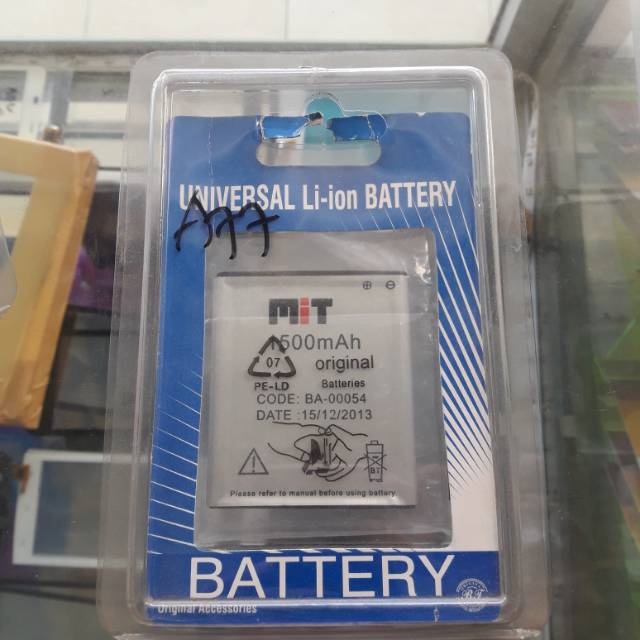 UNIVERSAL Li-ion BATTERY
A77
MiT
1500mAh
07
original
PE-LD
Batteries
CODE: BA-00054
DATE :15/12/2013
Please refer to manual before using battery
BATTERY
Original Accessories